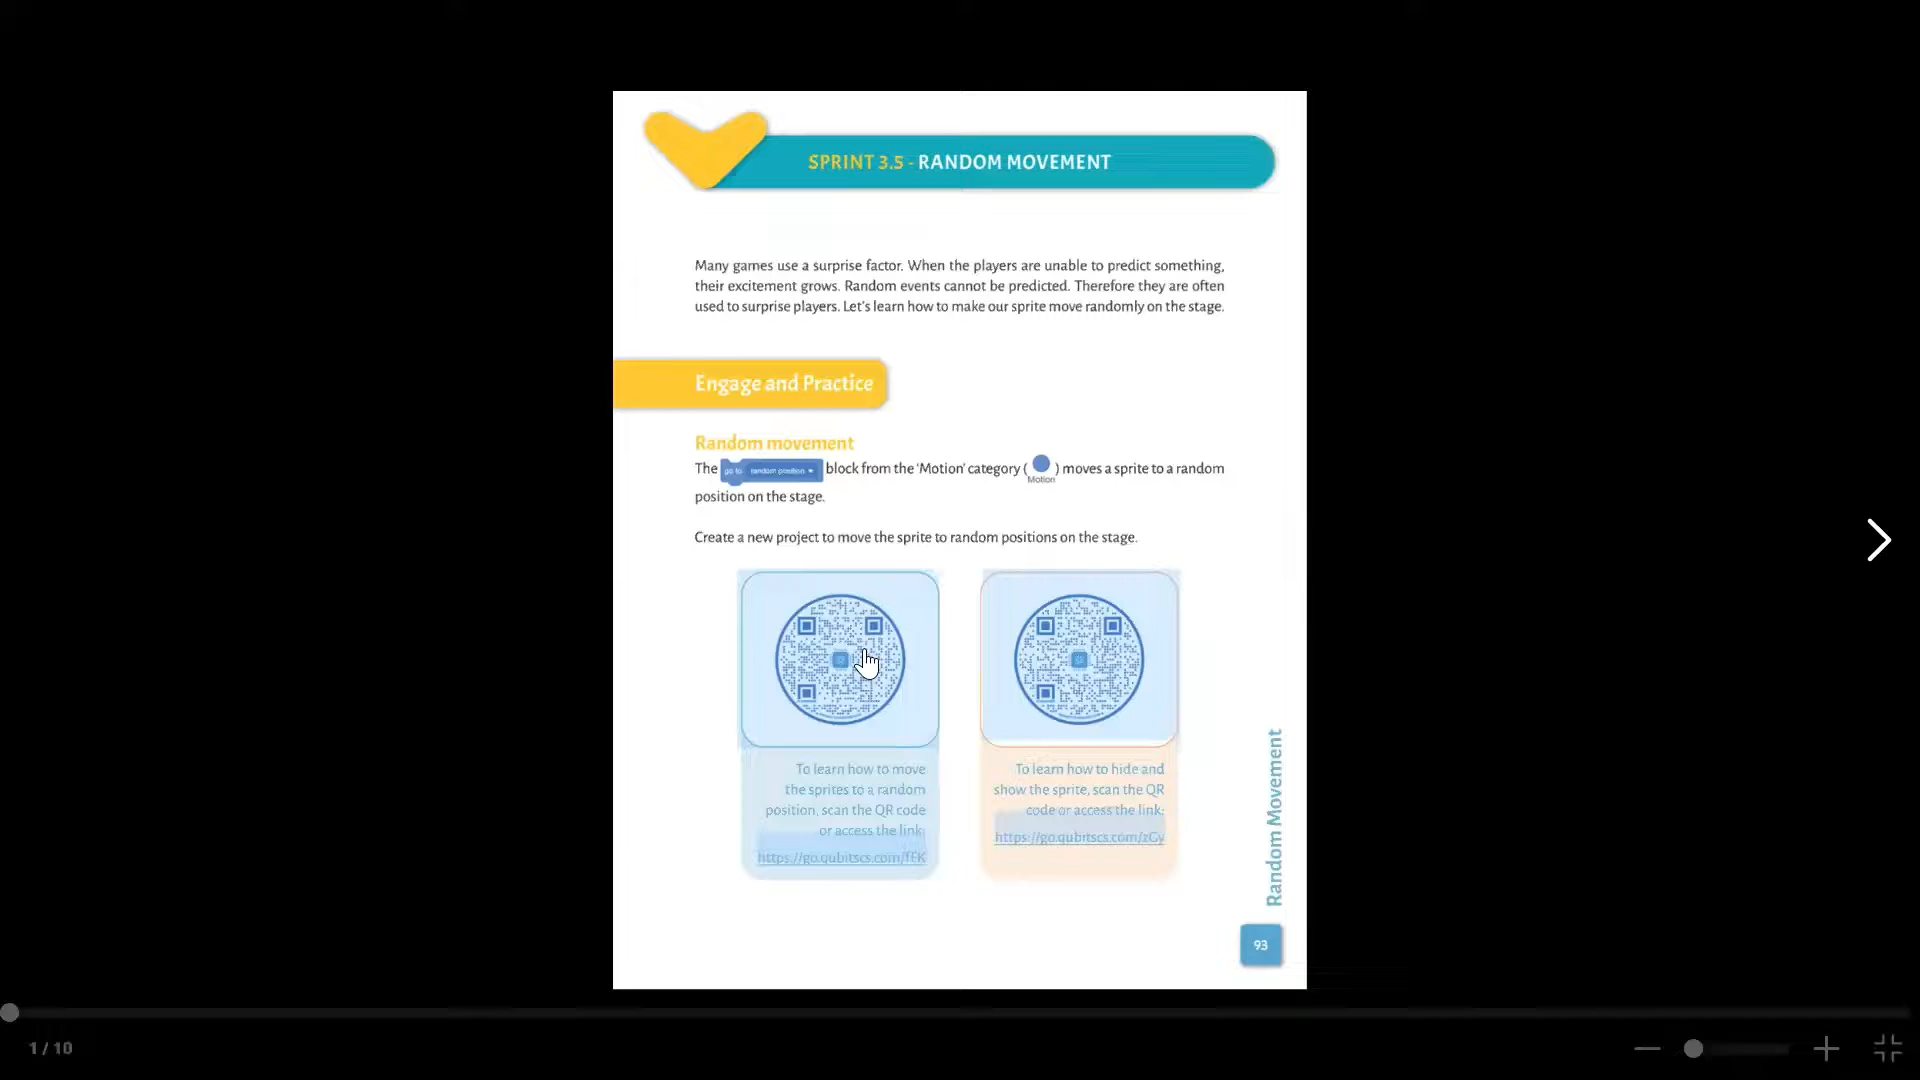 SPRINT 3.5 - RANDOM MOVEMENT
Many games use a surprise factor. When the players are unable to predict something,
their excitement grows. Random events cannot be predicted. Therefore they are often
used to surprise players. Let's learn how to make our sprite move randomly on the stage.
Engage and Practice
Random movement
The go to random position block from the 'Motion' category ( Motion ) moves a sprite to a random
position on the stage.
Create a new project to move the sprite to random positions on the stage.
To learn how to move
the sprites to a random
position, scan the QR code
or access the link:
https://go.qubitscs.com/fFK
To learn how to hide and
show the sprite, scan the QR
code or access the link:
https://go.qubitscs.com/zGy
Random Movement
93
1 / 10